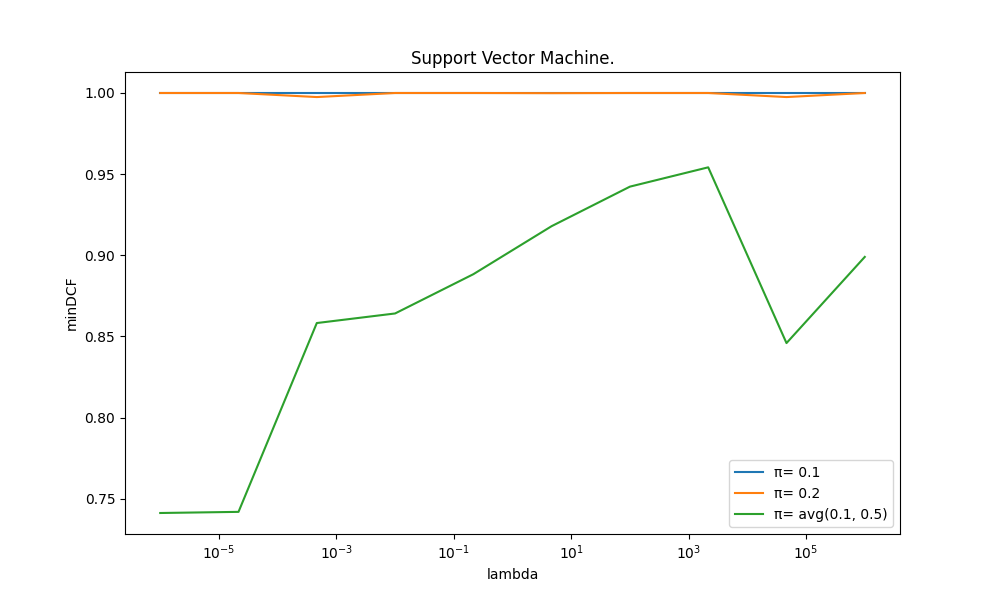 Support Vector Machine.
1.00
0.95
0.90
0.85
0.80
0.75
minDCF
10⁻⁵ 10⁻³ 10⁻¹ 10¹ 10³ 10⁵
lambda
π= 0.1
π= 0.2
π= avg(0.1, 0.5)